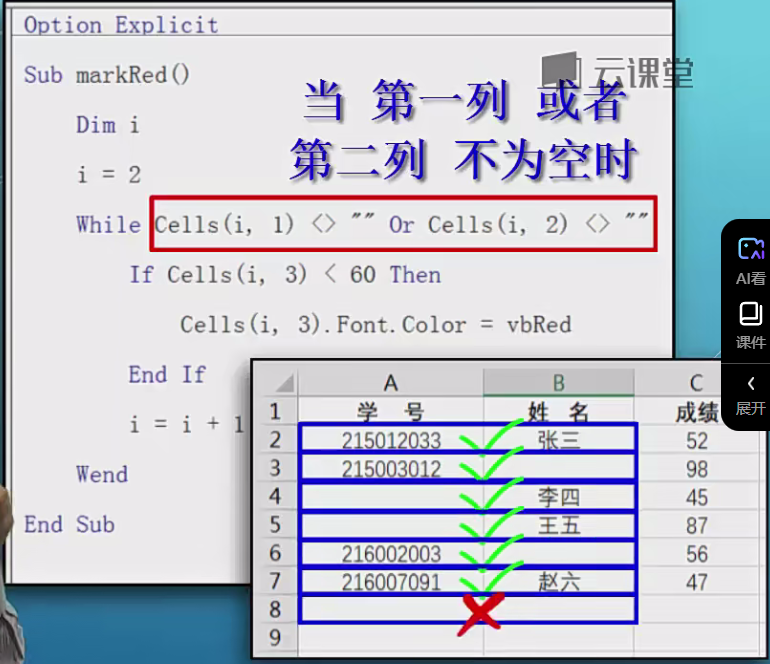 Option Explicit
云课堂
Sub markRed()
当 第一列 或者
Dim i
第二列 不为空时
i = 2
While Cells(i, 1) <> "" Or Cells(i, 2) <> ""
If Cells(i, 3) < 60 Then
Cells(i, 3).Font.Color = vbRed
End If
i = i + 1
Wend
End Sub
AI看
课件
展开
A B C
1 学 号 姓 名 成绩
2 215012033 张三 52
3 215003012 98
4 李四 45
5 王五 87
6 216002003 56
7 216007091 赵六 47
8
9